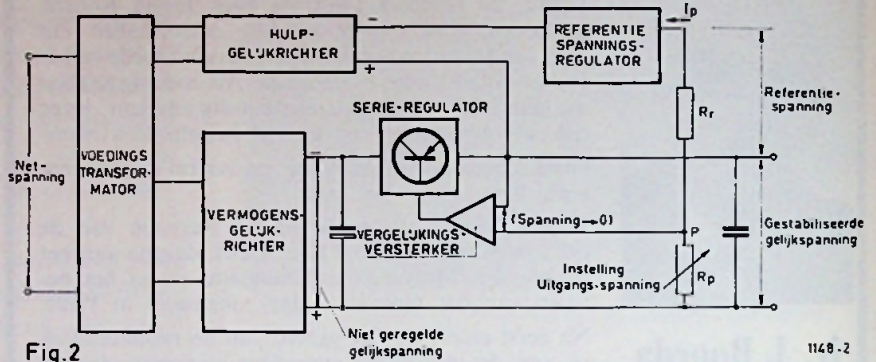 HULP-
GELIJKRICHTER
−
+
REFERENTIE
SPANNINGS-
REGULATOR
Ip
Rr
Referentie-
spanning
SERIE-REGULATOR
Net-
spanning
VOEDINGS
TRANSFOR-
MATOR
VERMOGENS-
GELIJK-
RICHTER
−
+
VERGELIJKINGS-
VERSTERKER
(Spanning→0)
P
Instelling
Uitgangs-spanning
Rp
Gestabiliseerde
gelijkspanning
Niet geregelde
gelijkspanning
Fig.2
1148-2